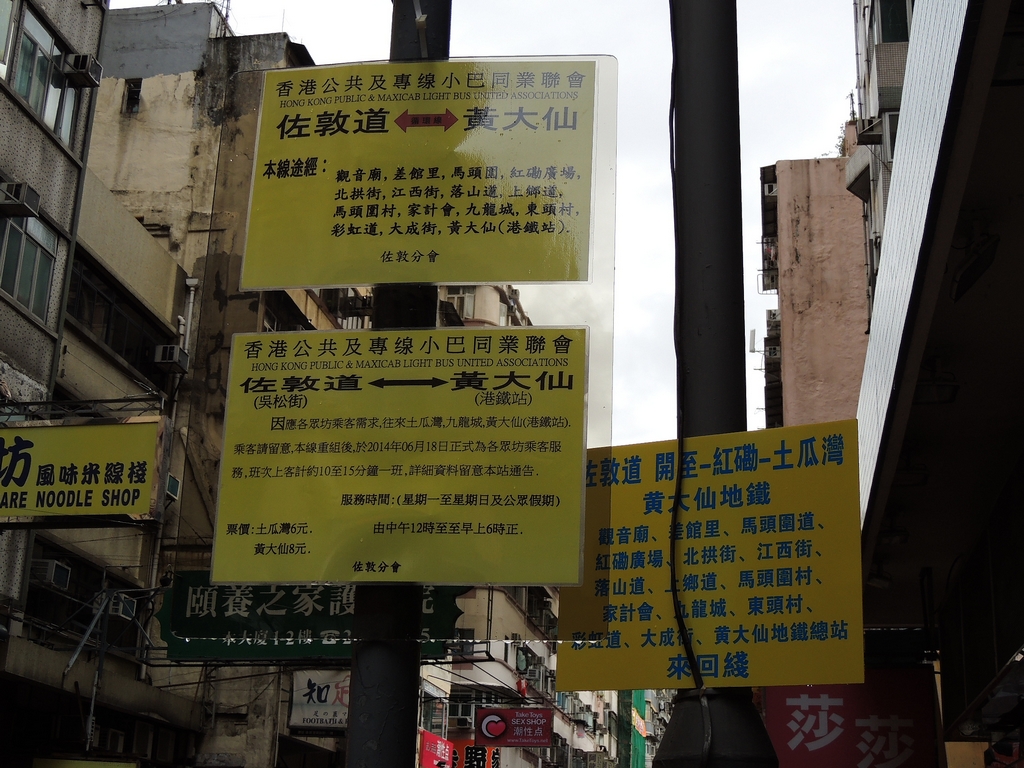 香港公共及專線小巴同業聯會
HONG KONG PUBLIC & MAXICAB LIGHT BUS UNITED ASSOCIATIONS
佐敦道 黃大仙
本線途經：
觀音廟, 差館里, 馬頭圍, 紅磡廣場,
北拱街, 江西街, 落山道, 上鄉道,
馬頭圍村, 家計會, 九龍城, 東頭村,
彩虹道, 大成街, 黃大仙(港鐵站).
佐敦分會
香港公共及專線小巴同業聯會
HONG KONG PUBLIC & MAXICAB LIGHT BUS UNITED ASSOCIATIONS
佐敦道 黃大仙
(吳松街) (港鐵站)
因應各眾坊乘客需求,往來土瓜灣,九龍城,黃大仙(港鐵站).
乘客請留意,本線重組後,於2014年06月18日正式為各眾坊乘客服
務,班次上客計約10至15分鐘一班,詳細資料留意本站通告.
服務時間:(星期一至星期日及公眾假期)
票價:土瓜灣6元. 由中午12時至至早上6時正.
黃大仙8元.
佐敦分會
佐敦道 開至–紅磡–土瓜灣
黃大仙地鐵
觀音廟、差館里、馬頭圍道、
紅磡廣場、北拱街、江西街、
落山道、上鄉道、馬頭圍村、
家計會、九龍城、東頭村、
彩虹道、大成街、黃大仙地鐵總站
來回綫
坊 風味米線棧
ARE NOODLE SHOP
頤養之家護
大廈1-2樓
知足
FOOTBATH &
TakeToys
SEX SHOP
潮性点
www.TakeToys.net
莎莎